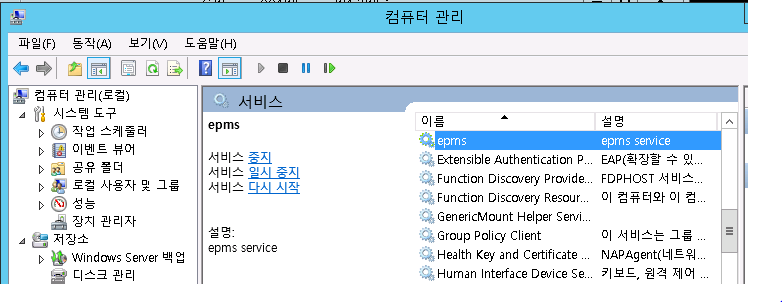 컴퓨터 관리
파일(F) 동작(A) 보기(V) 도움말(H)
컴퓨터 관리(로컬)
시스템 도구
작업 스케줄러
이벤트 뷰어
공유 폴더
로컬 사용자 및 그룹
성능
장치 관리자
저장소
Windows Server 백업
디스크 관리
서비스
epms
서비스 중지
서비스 일시 중지
서비스 다시 시작
설명:
epms service
이름 설명
epms epms service
Extensible Authentication P... EAP(확장할 수 있...
Function Discovery Provide... FDPHOST 서비스...
Function Discovery Resour... 이 컴퓨터와 이 컴...
GenericMount Helper Servi...
Group Policy Client 이 서비스는 그룹 ...
Health Key and Certificate ... NAPAgent(네트워...
Human Interface Device Se... 키보드, 원격 제어 ...